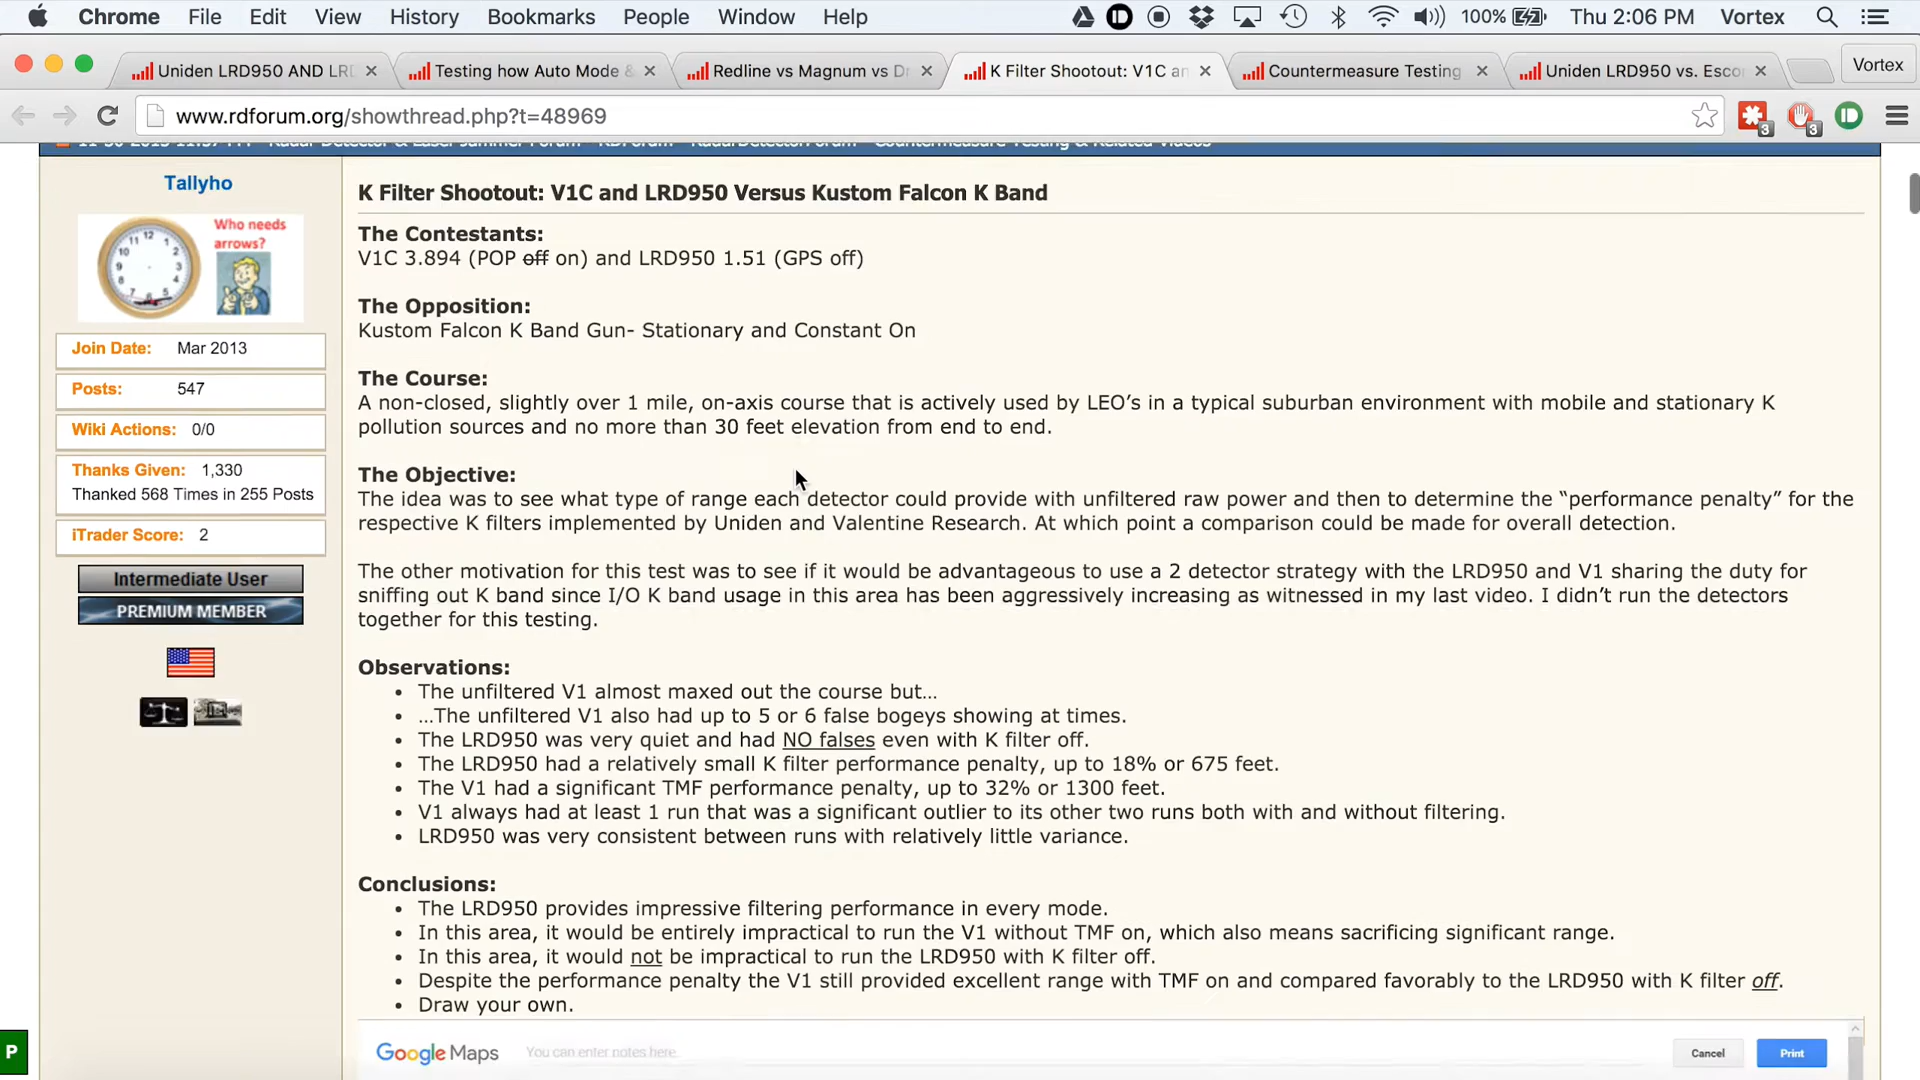 Chrome File Edit View History Bookmarks People Window Help 100% Thu 2:06 PM Vortex
Uniden LRD950 AND LRD Testing how Auto Mode & Redline vs Magnum vs D K Filter Shootout: V1C an Countermeasure Testing Uniden LRD950 vs. Esco Vortex
www.rdforum.org/showthread.php?t=48969 3 3
Tallyho
Who needs
arrows?
Join Date: Mar 2013
Posts: 547
Wiki Actions: 0/0
Thanks Given: 1,330
Thanked 568 Times in 255 Posts
iTrader Score: 2
Intermediate User
PREMIUM MEMBER
K Filter Shootout: V1C and LRD950 Versus Kustom Falcon K Band
The Contestants:
V1C 3.894 (POP off on) and LRD950 1.51 (GPS off)
The Opposition:
Kustom Falcon K Band Gun- Stationary and Constant On
The Course:
A non-closed, slightly over 1 mile, on-axis course that is actively used by LEO’s in a typical suburban environment with mobile and stationary K
pollution sources and no more than 30 feet elevation from end to end.
The Objective:
The idea was to see what type of range each detector could provide with unfiltered raw power and then to determine the “performance penalty” for the
respective K filters implemented by Uniden and Valentine Research. At which point a comparison could be made for overall detection.
The other motivation for this test was to see if it would be advantageous to use a 2 detector strategy with the LRD950 and V1 sharing the duty for
sniffing out K band since I/O K band usage in this area has been aggressively increasing as witnessed in my last video. I didn’t run the detectors
together for this testing.
Observations:
• The unfiltered V1 almost maxed out the course but...
• ...The unfiltered V1 also had up to 5 or 6 false bogeys showing at times.
• The LRD950 was very quiet and had NO falses even with K filter off.
• The LRD950 had a relatively small K filter performance penalty, up to 18% or 675 feet.
• The V1 had a significant TMF performance penalty, up to 32% or 1300 feet.
• V1 always had at least 1 run that was a significant outlier to its other two runs both with and without filtering.
• LRD950 was very consistent between runs with relatively little variance.
Conclusions:
• The LRD950 provides impressive filtering performance in every mode.
• In this area, it would be entirely impractical to run the V1 without TMF on, which also means sacrificing significant range.
• In this area, it would not be impractical to run the LRD950 with K filter off.
• Despite the performance penalty the V1 still provided excellent range with TMF on and compared favorably to the LRD950 with K filter off.
• Draw your own.
Google Maps You can enter notes here. Cancel Print
P